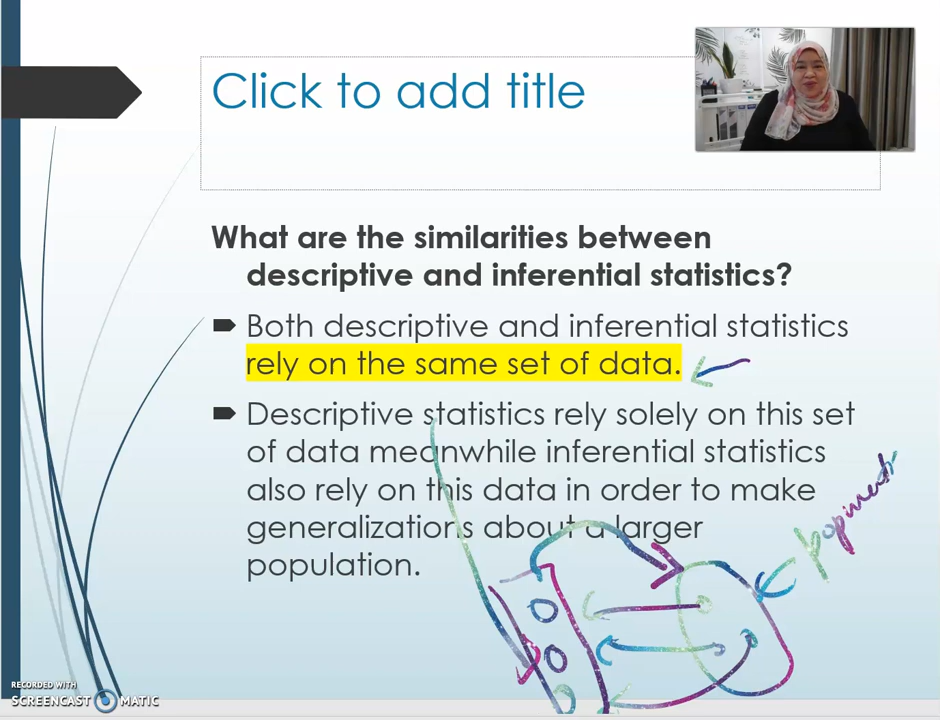 Click to add title
What are the similarities between
descriptive and inferential statistics?
Both descriptive and inferential statistics
rely on the same set of data.
Descriptive statistics rely solely on this set
of data meanwhile inferential statistics
also rely on this data in order to make
generalizations about a larger
population.
RECORDED WITH
SCREENCAST MATIC